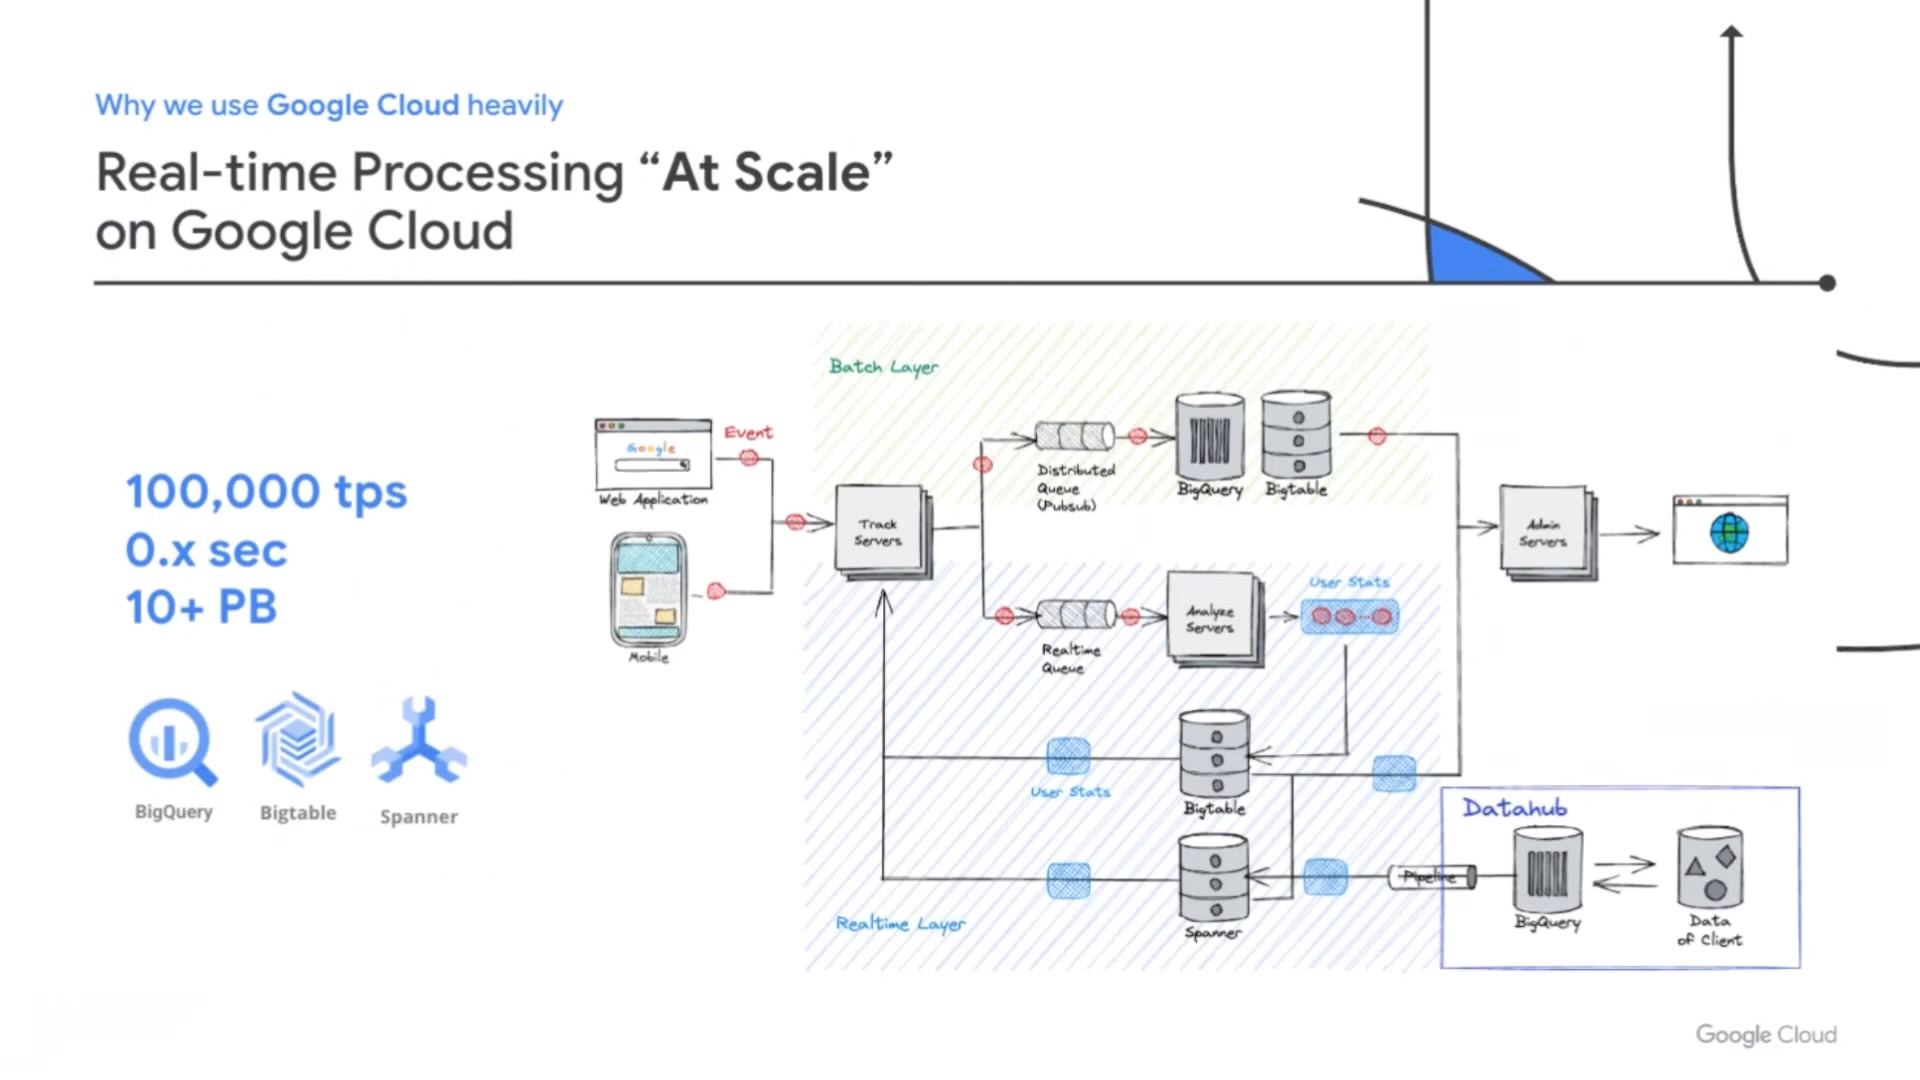 Why we use Google Cloud heavily
Real-time Processing “At Scale”
on Google Cloud
100,000 tps
0.x sec
10+ PB
BigQuery
Bigtable
Spanner
Google
Web Application
Mobile
Event
Track
Servers
Batch Layer
Distributed
Queue
(Pubsub)
BigQuery
Bigtable
Realtime
Queue
Analyze
Servers
User Stats
User Stats
Bigtable
Spanner
Realtime Layer
Admin
Servers
Pipeline
Datahub
BigQuery
Data
of Client
Google Cloud